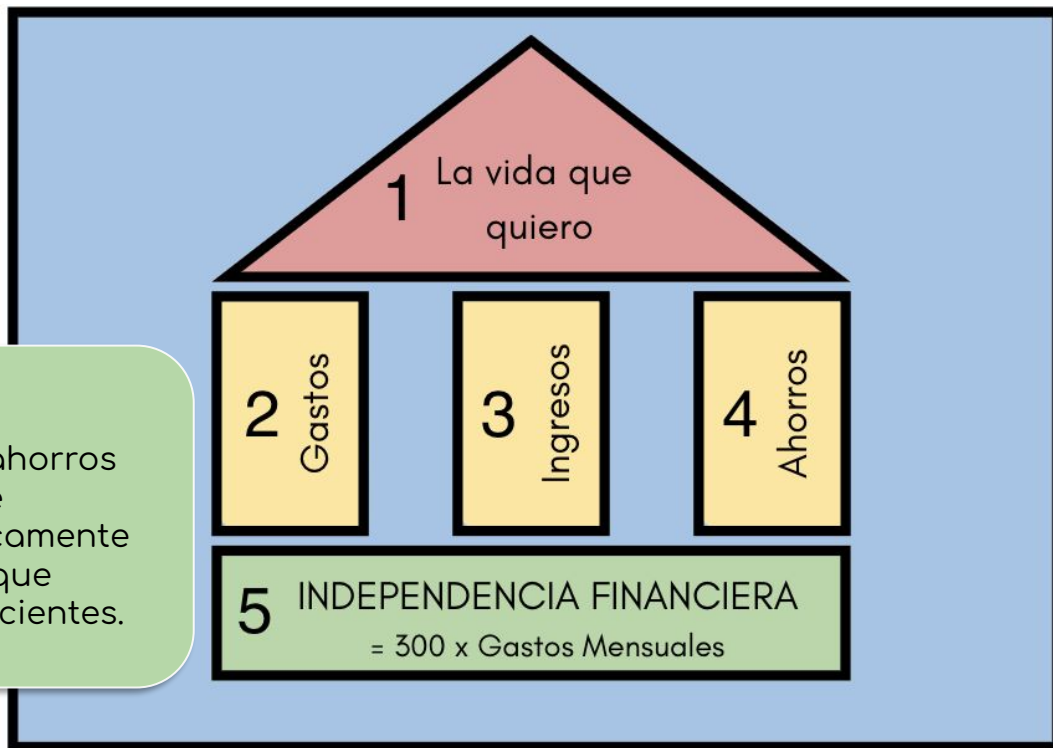 1
La vida que
quiero
2
Gastos
3
Ingresos
4
Ahorros
ahorros
camente
que
cientes.
5
INDEPENDENCIA FINANCIERA
= 300 x Gastos Mensuales